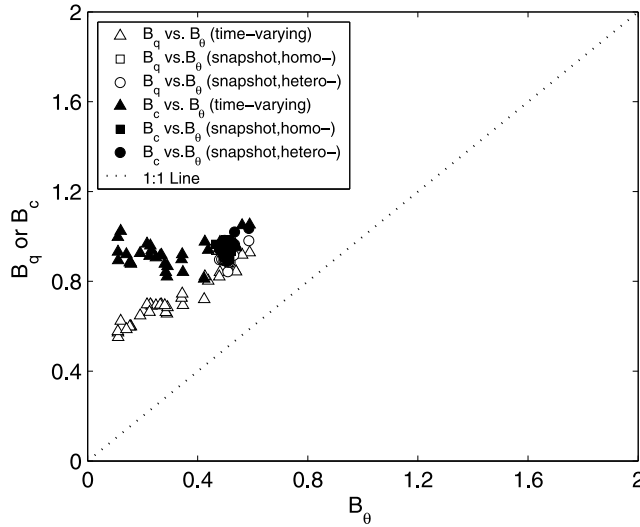 2
1.6
1.2
0.8
0.4
0
B_q or B_c
B_q vs. B_θ (time−varying)
B_q vs.B_θ (snapshot,homo−)
B_q vs.B_θ (snapshot,hetero−)
B_c vs. B_θ (time−varying)
B_c vs.B_θ (snapshot,homo−)
B_c vs.B_θ (snapshot,hetero−)
1:1 Line
0 0.4 0.8 1.2 1.6 2
B_θ